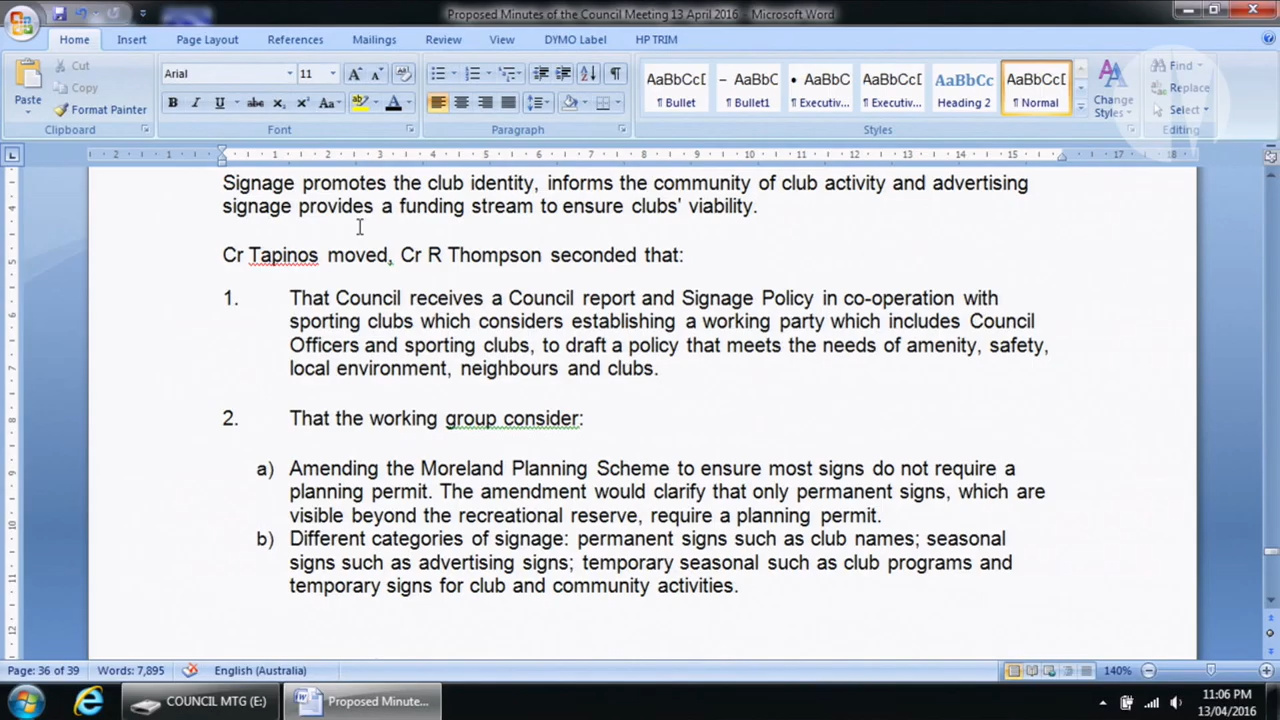 Proposed Minutes of the Council Meeting 13 April 2016 - Microsoft Word
Home Insert Page Layout References Mailings Review View DYMO Label HP TRIM
Paste
Cut
Copy
Format Painter
Clipboard
Arial 11
Font
Paragraph
AaBbCcD AaBbC AaBbC AaBbCcI AaBbCc AaBbCcD
¶ Bullet ¶ Bullet1 ¶ Executiv... ¶ Executiv... Heading 2 ¶ Normal
Change Styles
Styles
Find
Replace
Select
Editing
Signage promotes the club identity, informs the community of club activity and advertising
signage provides a funding stream to ensure clubs' viability.
Cr Tapinos moved, Cr R Thompson seconded that:
1. That Council receives a Council report and Signage Policy in co-operation with
sporting clubs which considers establishing a working party which includes Council
Officers and sporting clubs, to draft a policy that meets the needs of amenity, safety,
local environment, neighbours and clubs.
2. That the working group consider:
a) Amending the Moreland Planning Scheme to ensure most signs do not require a
planning permit. The amendment would clarify that only permanent signs, which are
visible beyond the recreational reserve, require a planning permit.
b) Different categories of signage: permanent signs such as club names; seasonal
signs such as advertising signs; temporary seasonal such as club programs and
temporary signs for club and community activities.
Page: 36 of 39 Words: 7,895 English (Australia) 140%
COUNCIL MTG (E:) Proposed Minute... 11:06 PM
13/04/2016